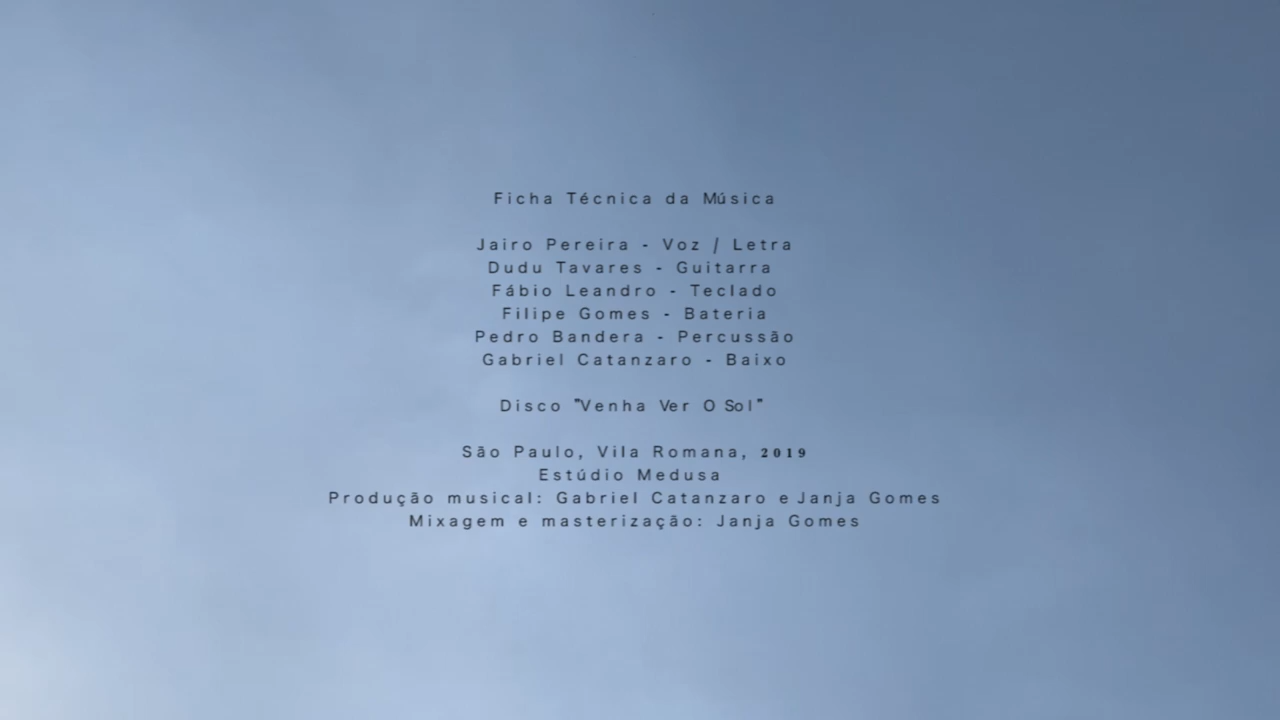 Ficha Técnica da Música
Jairo Pereira - Voz / Letra
Dudu Tavares - Guitarra
Fábio Leandro - Teclado
Filipe Gomes - Bateria
Pedro Bandera - Percussão
Gabriel Catanzaro - Baixo
Disco "Venha Ver O Sol"
São Paulo, Vila Romana, 2019
Estúdio Medusa
Produção musical: Gabriel Catanzaro e Janja Gomes
Mixagem e masterização: Janja Gomes